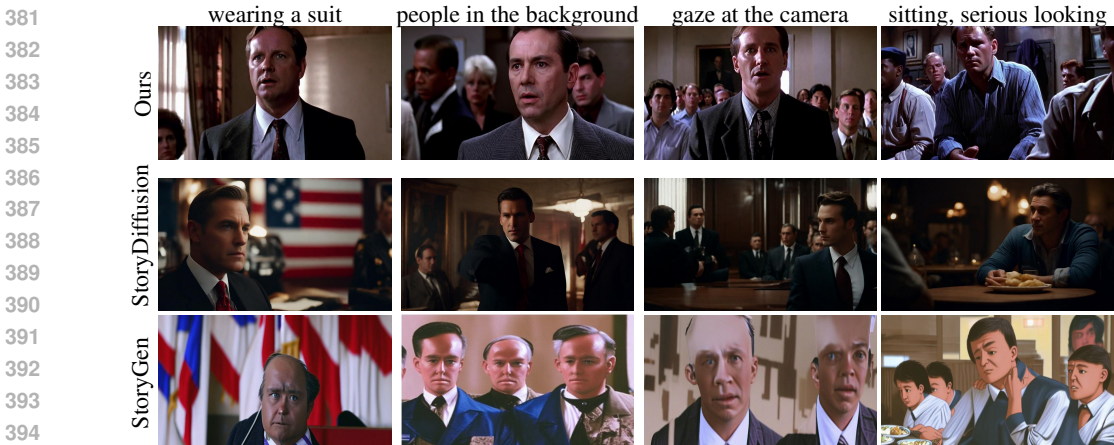 381
wearing a suit
people in the background
gaze at the camera
sitting, serious looking
382
383
384
385
Ours
386
387
388
389
390
StoryDiffusion
391
392
393
394
StoryGen